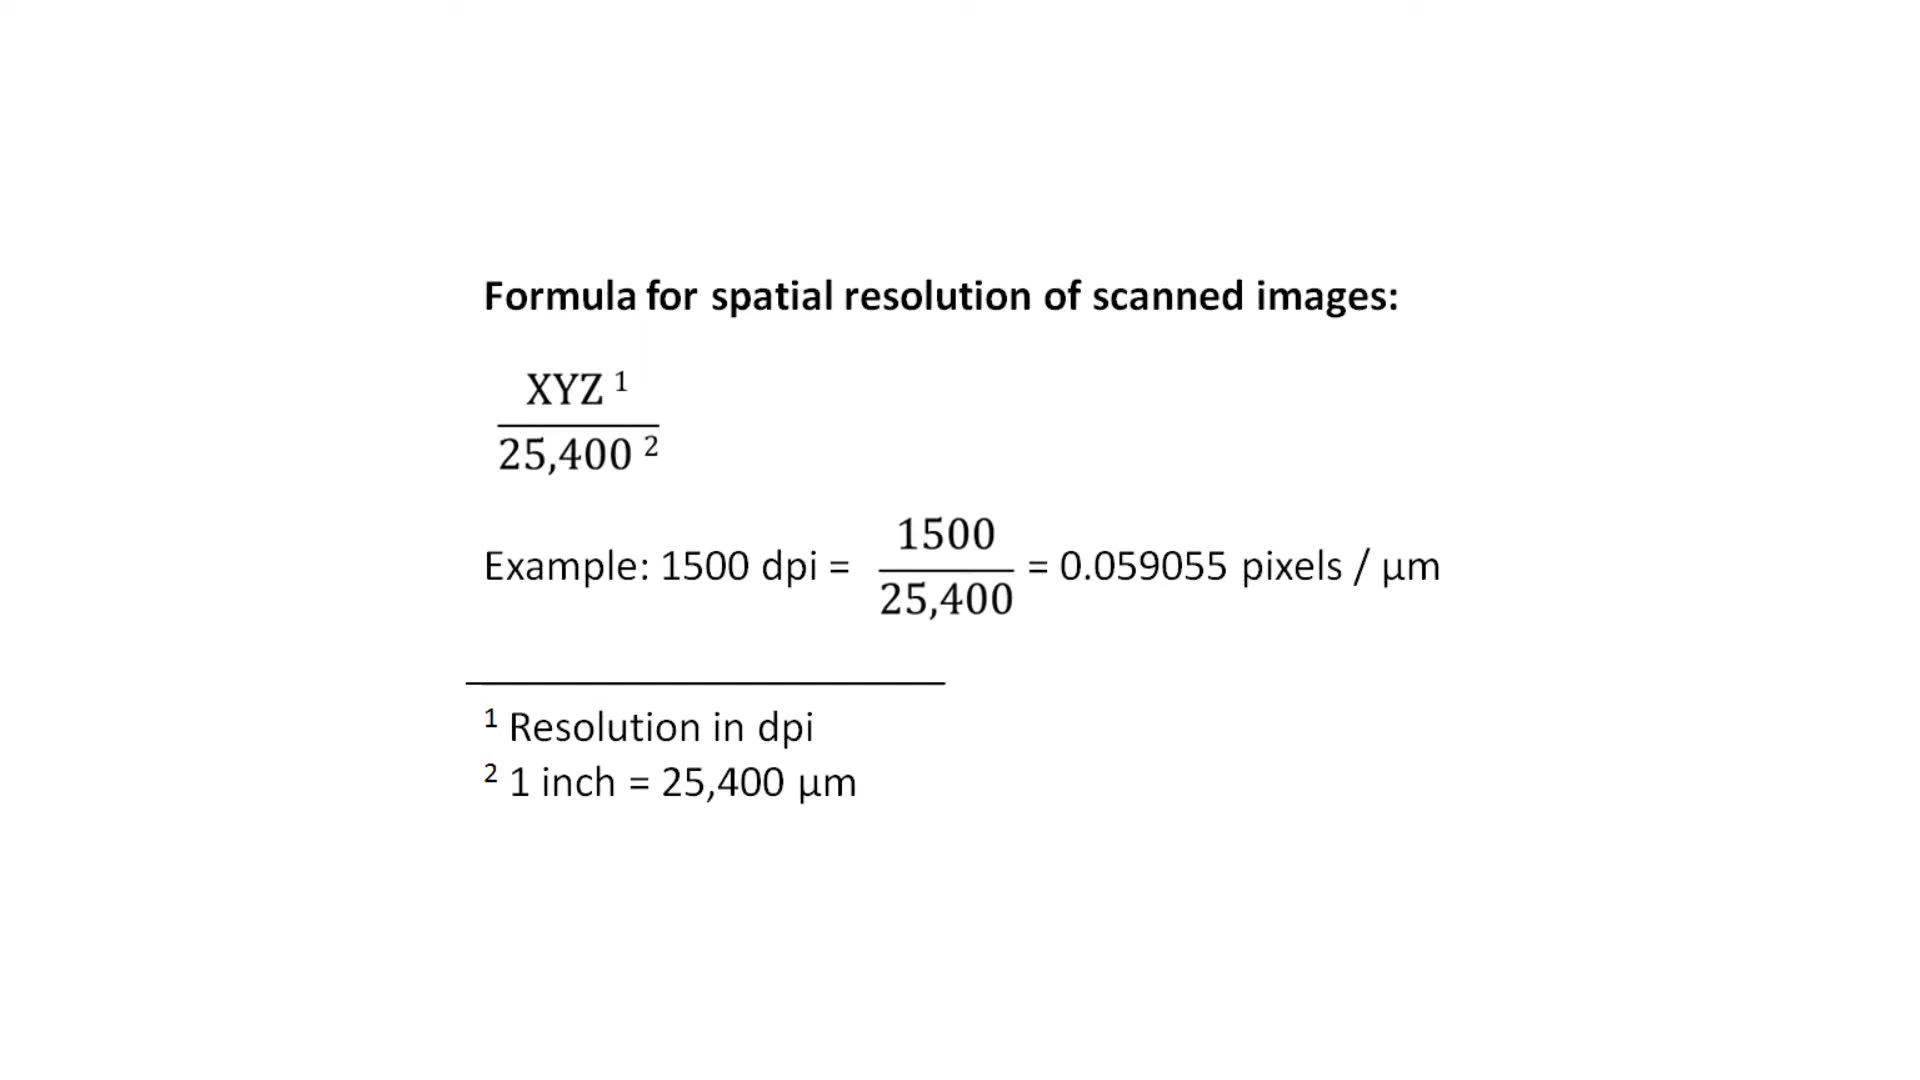 Formula for spatial resolution of scanned images:
XYZ ¹
25,400 ²
Example: 1500 dpi = 1500 / 25,400 = 0.059055 pixels / µm
¹ Resolution in dpi
² 1 inch = 25,400 µm